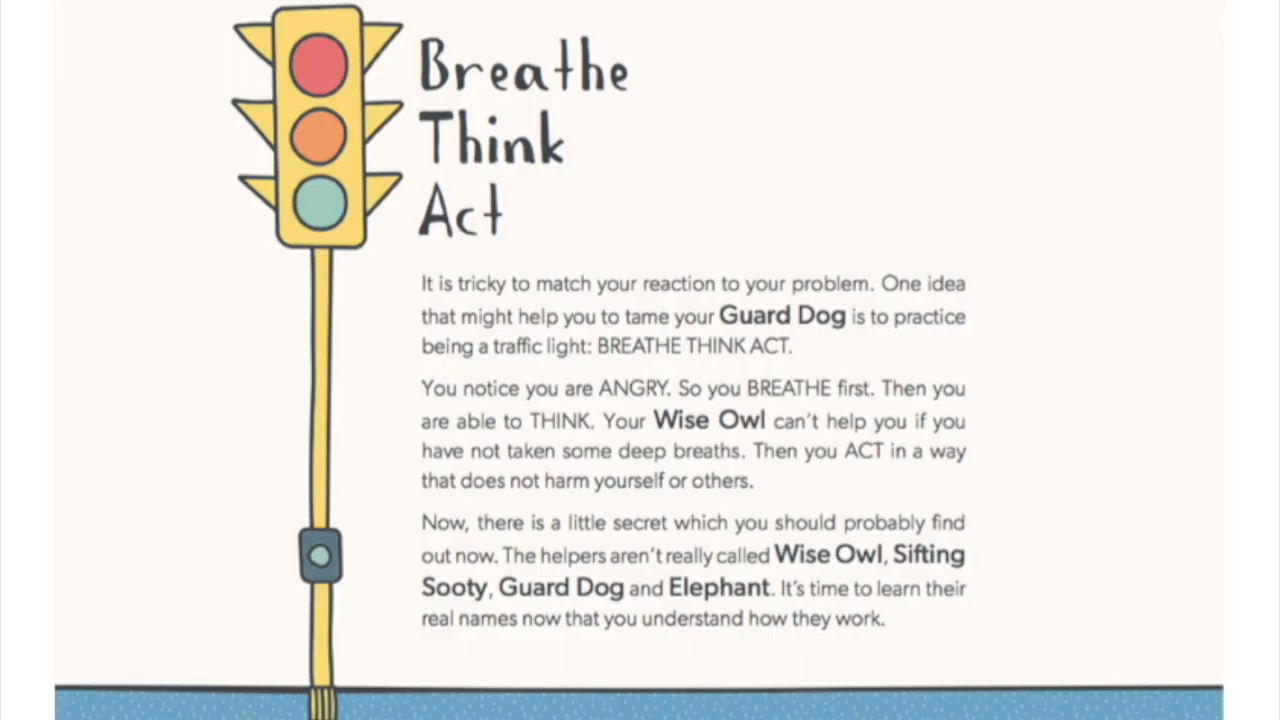 Breathe
Think
Act
It is tricky to match your reaction to your problem. One idea
that might help you to tame your Guard Dog is to practice
being a traffic light: BREATHE THINK ACT.
You notice you are ANGRY. So you BREATHE first. Then you
are able to THINK. Your Wise Owl can't help you if you
have not taken some deep breaths. Then you ACT in a way
that does not harm yourself or others.
Now, there is a little secret which you should probably find
out now. The helpers aren't really called Wise Owl, Sifting
Sooty, Guard Dog and Elephant. It's time to learn their
real names now that you understand how they work.